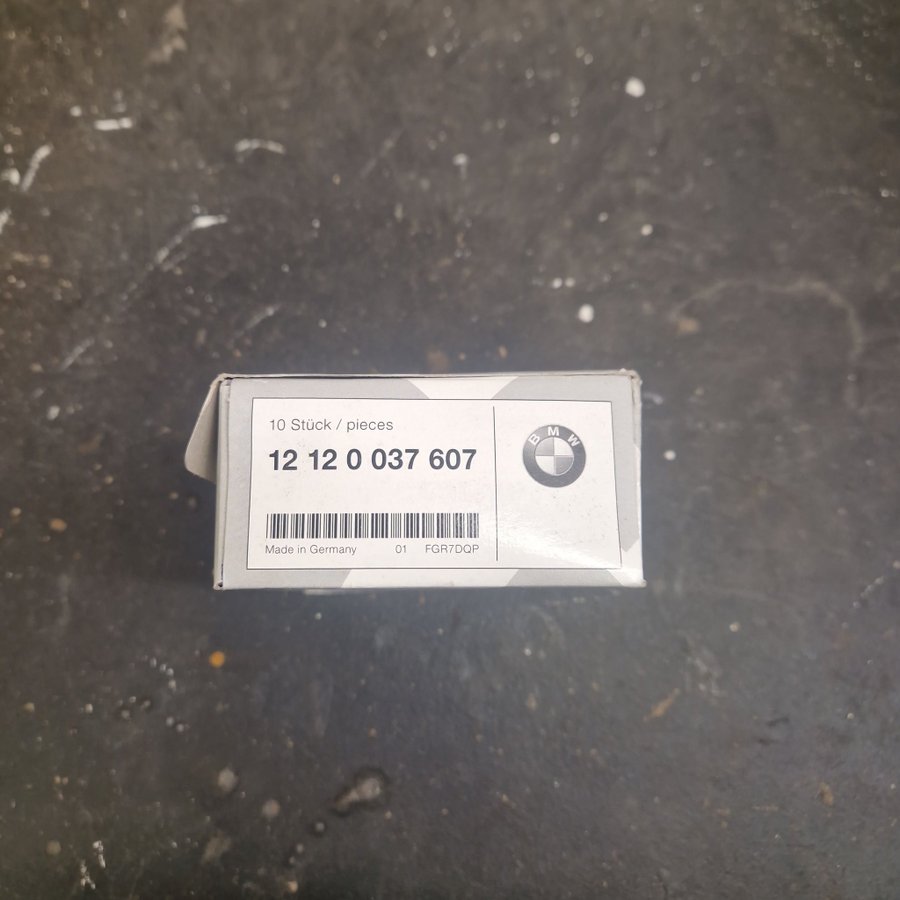 10 Stück / pieces
12 12 0 037 607
Made in Germany 01 FGR7DQP
BMW